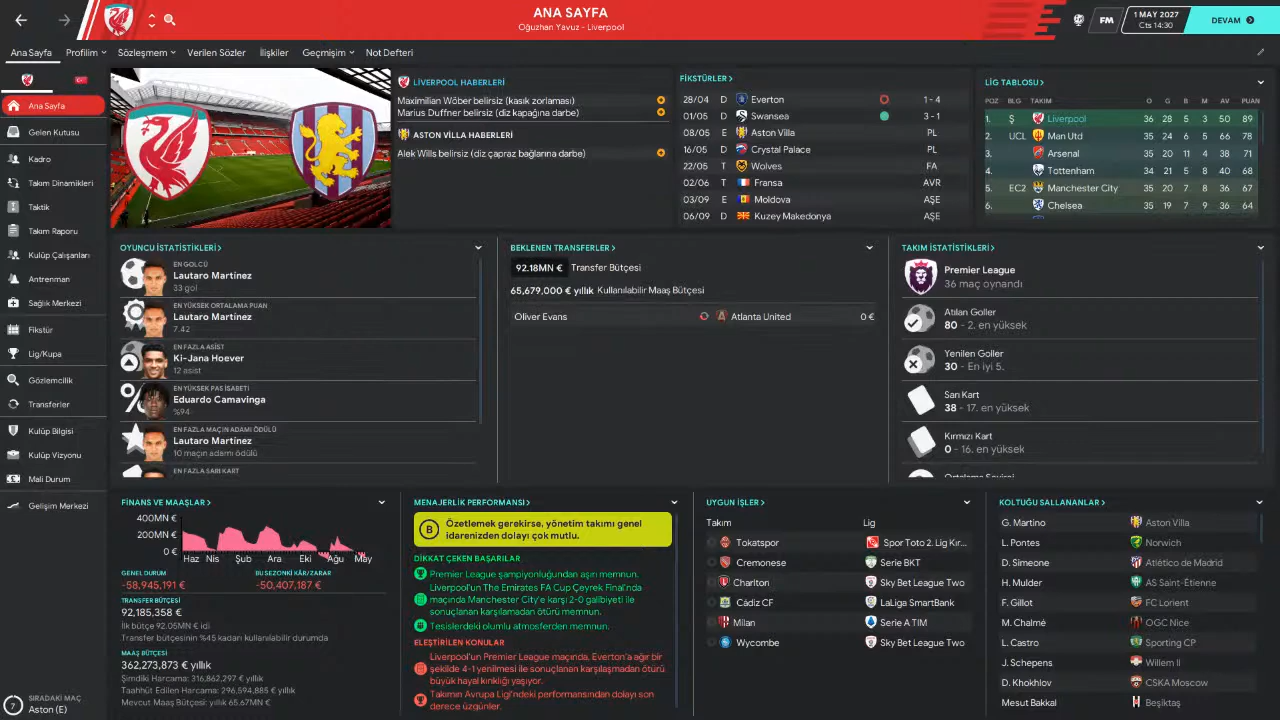 ANA SAYFA
Oğuzhan Yavuz - Liverpool
FM
1 MAY 2027
Cts 14:30
DEVAM
Ana Sayfa
Profilim
Sözleşmem
Verilen Sözler
İlişkiler
Geçmişim
Not Defteri
Ana Sayfa
Gelen Kutusu
Kadro
Takım Dinamikleri
Taktik
Takım Raporu
Kulüp Çalışanları
Antrenman
Sağlık Merkezi
Fikstür
Lig/Kupa
Gözlemcilik
Transferler
Kulüp Bilgisi
Kulüp Vizyonu
Mali Durum
Gelişim Merkezi
SIRADAKİ MAÇ
Aston (E)
LİVERPOOL HABERLERİ
Maximilian Wöber belirsiz (kasık zorlaması)
Marius Duffner belirsiz (diz kapağına darbe)
ASTON VILLA HABERLERİ
Alek Wills belirsiz (diz çapraz bağlarına darbe)
FİKSTÜRLER
28/04 D Everton 1 - 4
01/05 D Swansea 3 - 1
08/05 E Aston Villa PL
16/05 D Crystal Palace PL
22/05 T Wolves FA
02/06 T Fransa AVR
03/09 E Moldova AŞE
06/09 D Kuzey Makedonya AŞE
LİG TABLOSU
POZ BLG TAKIM O G B M AV PUAN
1. Ş Liverpool 36 28 5 3 50 89
2. UCL Man Utd 35 24 6 5 66 78
3. Arsenal 35 20 11 4 38 71
4. Tottenham 34 21 5 8 40 68
5. EC2 Manchester City 35 20 7 8 36 67
6. Chelsea 35 19 7 9 36 64
OYUNCU İSTATİSTİKLERİ
EN GOLCÜ
Lautaro Martínez
33 gol
EN YÜKSEK ORTALAMA PUAN
Lautaro Martínez
7.42
EN FAZLA ASİST
Ki-Jana Hoever
12 asist
EN YÜKSEK PAS İSABETİ
Eduardo Camavinga
%94
EN FAZLA MAÇIN ADAMI ÖDÜLÜ
Lautaro Martínez
10 maçın adamı ödülü
EN FAZLA SARI KART
BEKLENEN TRANSFERLER
92.18MN € Transfer Bütçesi
65,679,000 € yıllık Kullanılabilir Maaş Bütçesi
Oliver Evans Atlanta United 0 €
TAKIM İSTATİSTİKLERİ
Premier League
36 maç oynandı
Atılan Goller
80 - 2. en yüksek
Yenilen Goller
30 - En iyi 5.
Sarı Kart
38 - 17. en yüksek
Kırmızı Kart
0 - 16. en yüksek
Ortalama Seyirci
FİNANS VE MAAŞLAR
400MN €
200MN €
0 €
Haz Nis Şub Ara Eki Ağu May
GENEL DURUM
-58,945,191 €
BU SEZONKİ KÂR/ZARAR
-50,407,187 €
TRANSFER BÜTÇESİ
92,185,358 €
İlk bütçe 92.05MN € idi
Transfer bütçesinin %45 kadarı kullanılabilir durumda
MAAŞ BÜTÇESİ
362,273,873 € yıllık
Şimdiki Harcama: 316,862,297 € yıllık
Taahhüt Edilen Harcama: 296,594,885 € yıllık
Mevcut Maaş Bütçesi: yıllık 65.67MN €
MENAJERLİK PERFORMANSI
B
Özetlemek gerekirse, yönetim takımı genel
idarenizden dolayı çok mutlu.
DİKKAT ÇEKEN BAŞARILAR
Premier League şampiyonluğundan aşırı memnun.
Liverpool'un The Emirates FA Cup Çeyrek Final'ında
maçında Manchester City'e karşı 2-0 galibiyeti ile
sonuçlanan karşılamadan ötürü memnun.
Tesislerdeki olumlu atmosferden memnun.
ELEŞTİRİLEN KONULAR
Liverpool'un Premier League maçında, Everton'a ağır bir
şekilde 4-1 yenilmesi ile sonuçlanan karşılaşmadan ötürü
büyük hayal kırıklığı yaşıyor.
Takımın Avrupa Ligi'ndeki performansından dolayı son
derece üzgünler.
UYGUN İŞLER
Takım Lig
Tokatspor Spor Toto 2. Lig Kır...
Cremonese Serie BKT
Charlton Sky Bet League Two
Cádiz CF LaLiga SmartBank
Milan Serie A TIM
Wycombe Sky Bet League Two
KOLTUĞU SALLANANLAR
G. Martino Aston Villa
L. Pontes Norwich
D. Simeone Atlético de Madrid
H. Mulder AS Saint-Étienne
F. Gillot FC Lorient
M. Chalmé OGC Nice
L. Castro Sporting CP
J. Schepens Willem II
D. Khokhlov CSKA Moscow
Mesut Bakkal Beşiktaş